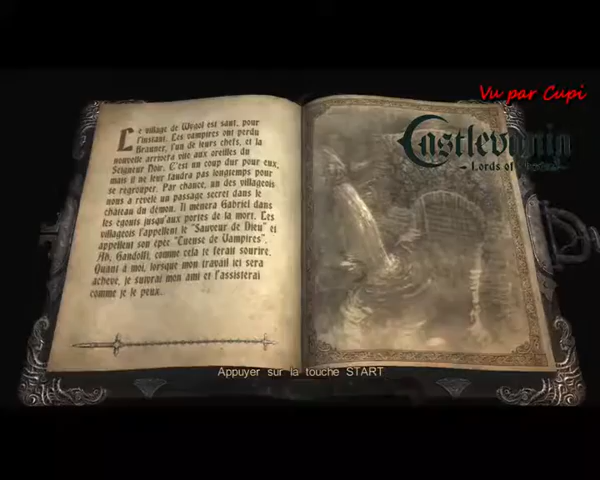 Vu par Cupi
Castlevania
Lords of Shadow
Le village de Wygol est sauf, pour
l'instant. Les vampires ont perdu
Brauner, l'un de leurs chefs, et la
nouvelle arrivera vite aux oreilles du
Seigneur Noir. C'est un coup dur pour eux,
mais il ne leur faudra pas longtemps pour
se regrouper. Par chance, un des villageois
nous a révélé un passage secret dans le
château du démon. Il mènera Gabriel dans
les égouts jusqu'aux portes de la mort. Les
villageois l'appellent le "Sauveur de Dieu" et
appellent son épée "Tueuse de Vampires".
Ah, Gandolfi, comme cela te ferait sourire.
Quant à moi, lorsque mon travail ici sera
achevé, je suivrai mon ami et l'assisterai
comme je le peux.
Appuyer sur la touche START